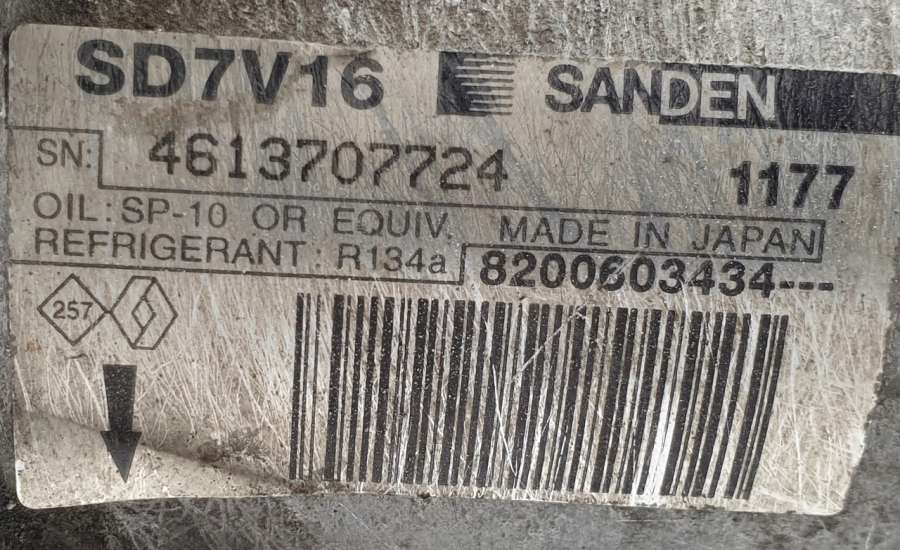 SD7V16 SANDEN
SN: 4613707724 1177
OIL: SP-10 OR EQUIV. MADE IN JAPAN
REFRIGERANT : R134a 8200603434---
257